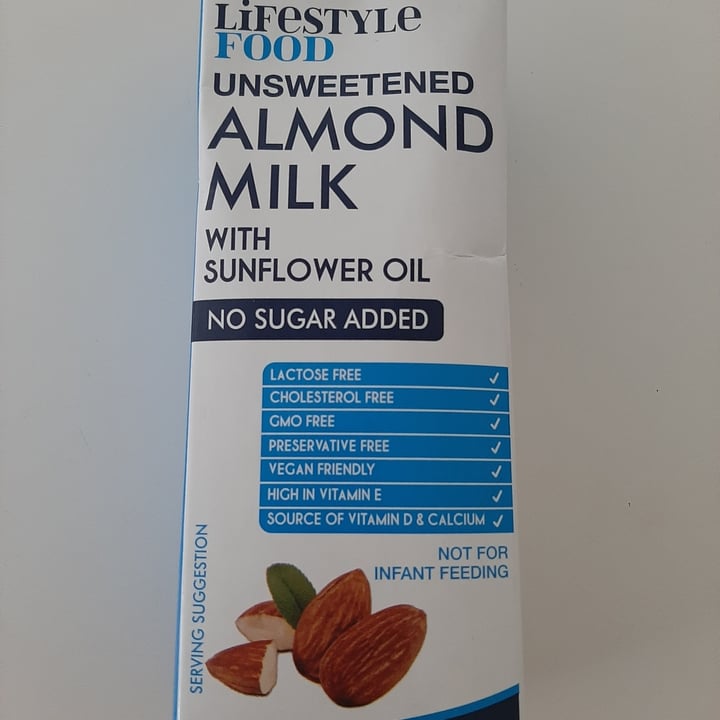 LiFeSTYLe
FOOD
UNSWEETENED
ALMOND
MILK
WITH
SUNFLOWER OIL
NO SUGAR ADDED
LACTOSE FREE
CHOLESTEROL FREE
GMO FREE
PRESERVATIVE FREE
VEGAN FRIENDLY
HIGH IN VITAMIN E
SOURCE OF VITAMIN D & CALCIUM
NOT FOR
INFANT FEEDING
SERVING SUGGESTION